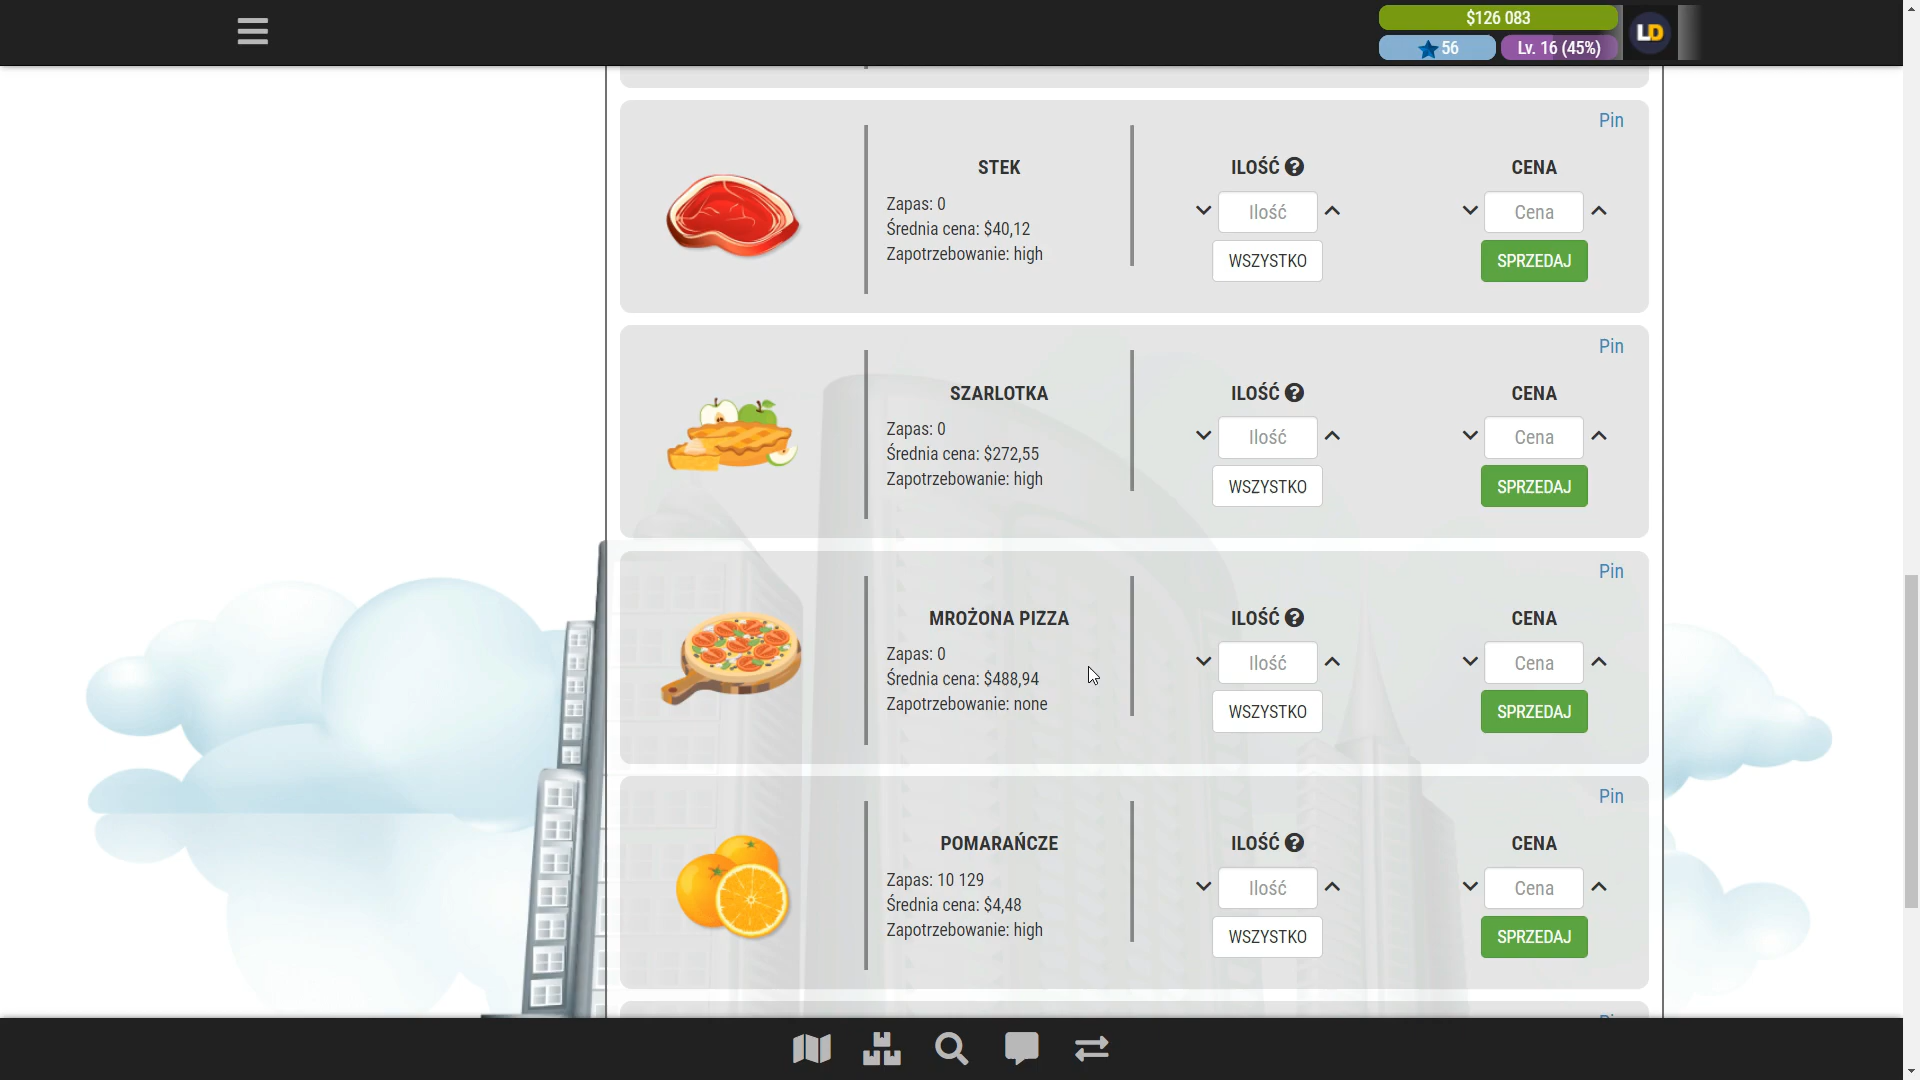 $126 083
56
Lv. 16 (45%)
LD
Pin
STEK
Zapas: 0
Średnia cena: $40,12
Zapotrzebowanie: high
ILOŚĆ ?
Ilość
WSZYSTKO
CENA
Cena
SPRZEDAJ
Pin
SZARLOTKA
Zapas: 0
Średnia cena: $272,55
Zapotrzebowanie: high
ILOŚĆ ?
Ilość
WSZYSTKO
CENA
Cena
SPRZEDAJ
Pin
MROŻONA PIZZA
Zapas: 0
Średnia cena: $488,94
Zapotrzebowanie: none
ILOŚĆ ?
Ilość
WSZYSTKO
CENA
Cena
SPRZEDAJ
Pin
POMARAŃCZE
Zapas: 10 129
Średnia cena: $4,48
Zapotrzebowanie: high
ILOŚĆ ?
Ilość
WSZYSTKO
CENA
Cena
SPRZEDAJ